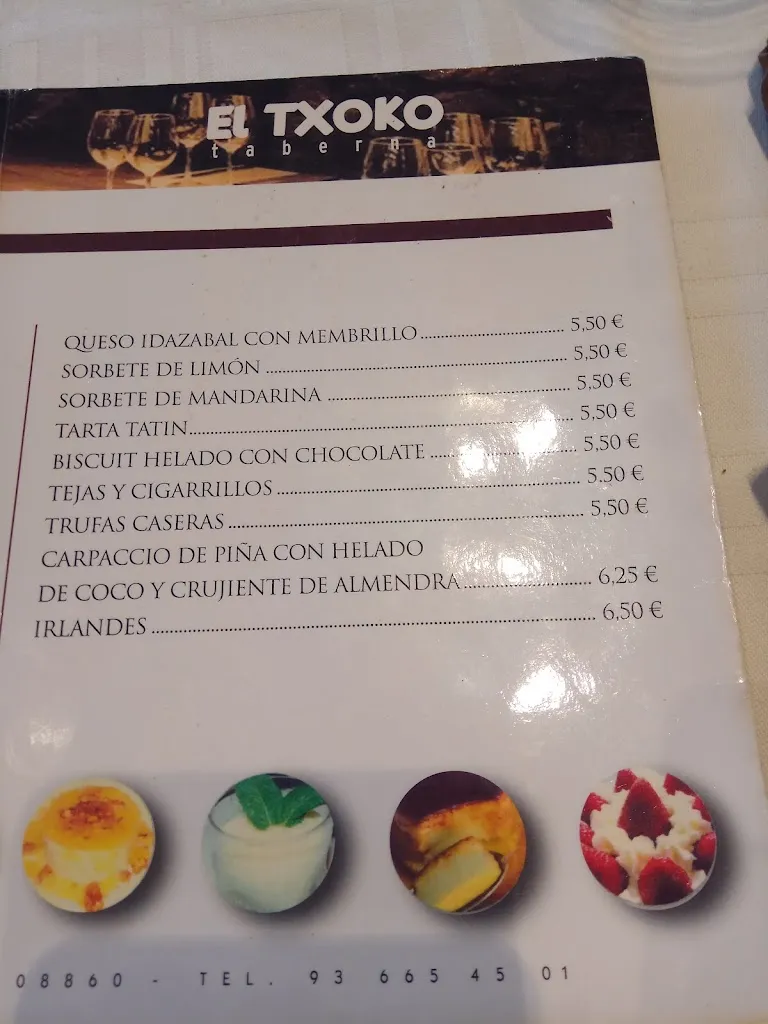 El TXOKO
taberna
QUESO IDAZABAL CON MEMBRILLO 5,50 €
SORBETE DE LIMÓN 5,50 €
SORBETE DE MANDARINA 5,50 €
TARTA TATIN 5,50 €
BISCUIT HELADO CON CHOCOLATE 5,50 €
TEJAS Y CIGARRILLOS 5.50 €
TRUFAS CASERAS 5,50 €
CARPACCIO DE PIÑA CON HELADO
DE COCO Y CRUJIENTE DE ALMENDRA 6,25 €
IRLANDES 6,50 €
08860 - TEL. 93 665 45 01